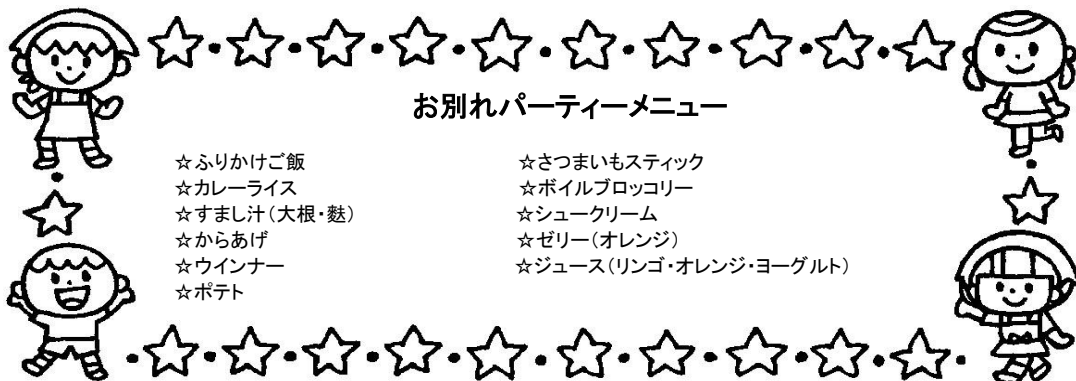 お別れパーティーメニュー
☆ふりかけご飯
☆カレーライス
☆すまし汁(大根・麩)
☆からあげ
☆ウインナー
☆ポテト
☆さつまいもスティック
☆ボイルブロッコリー
☆シュークリーム
☆ゼリー(オレンジ)
☆ジュース(リンゴ・オレンジ・ヨーグルト)